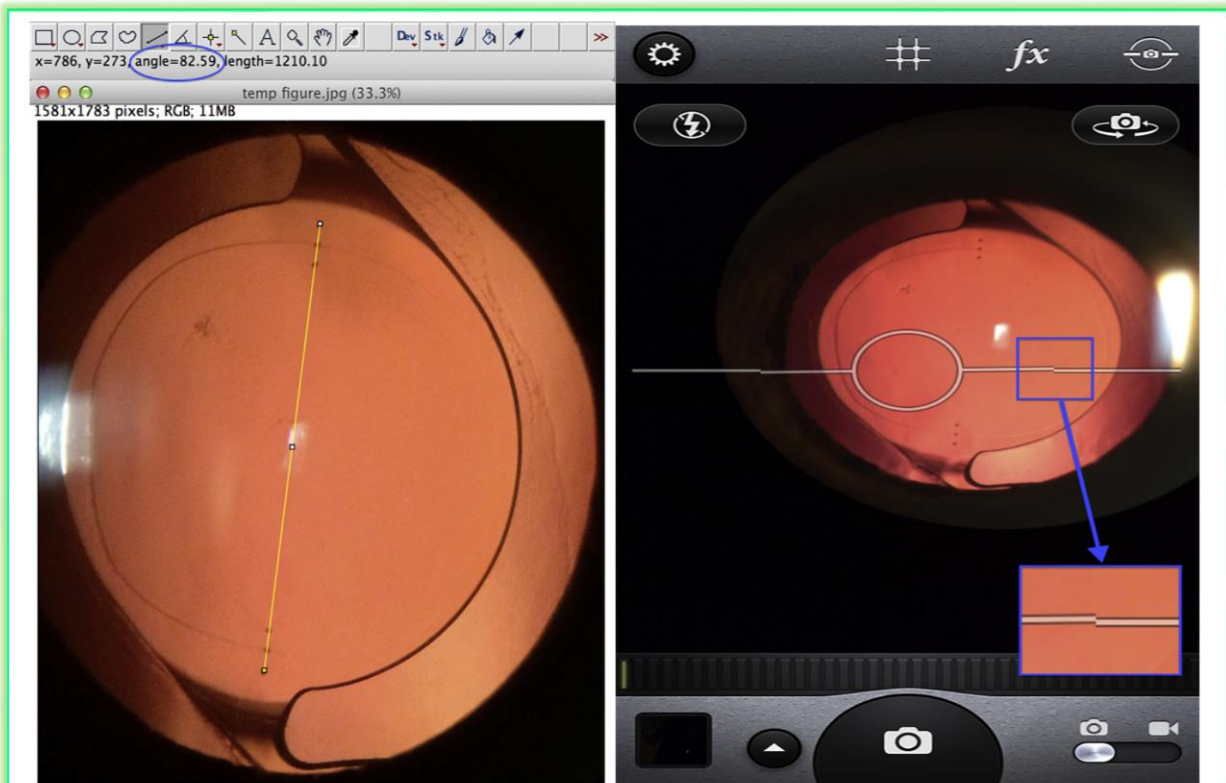 Dev Stk >>
x=786, y=273, angle=82.59, length=1210.10
temp figure.jpg (33.3%)
1581x1783 pixels; RGB; 11MB
A
fx